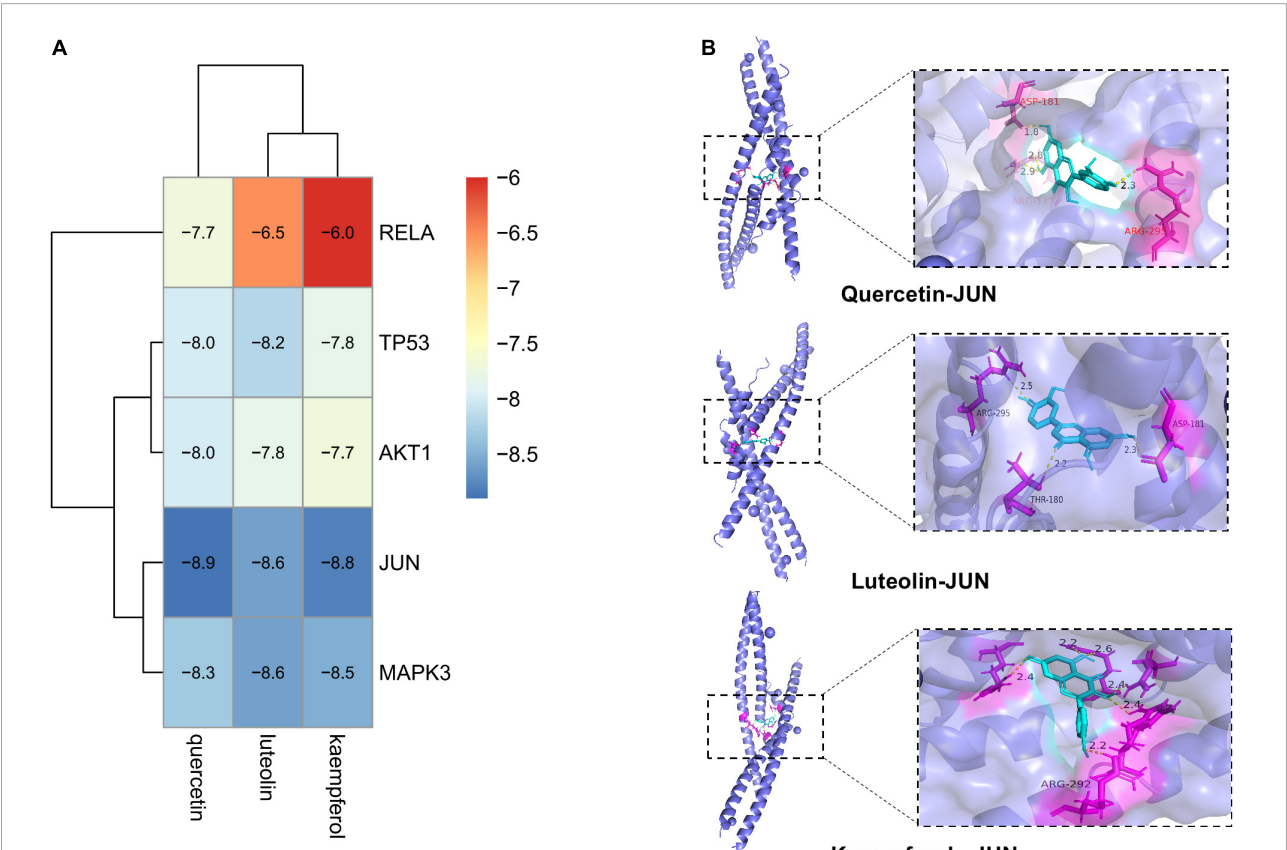 A
−7.7 −6.5 −6.0 RELA
−8.0 −8.2 −7.8 TP53
−8.0 −7.8 −7.7 AKT1
−8.9 −8.6 −8.8 JUN
−8.3 −8.6 −8.5 MAPK3
quercetin
luteolin
kaempferol
−6
−6.5
−7
−7.5
−8
−8.5
B
ASP-181
1.8
2.8
2.9
2.3
ARG-295
Quercetin-JUN
2.5
ARG-295
ASP-181
2.3
2.2
THR-180
Luteolin-JUN
2.2
2.6
2.4
2.4
2.4
2.2
ARG-292